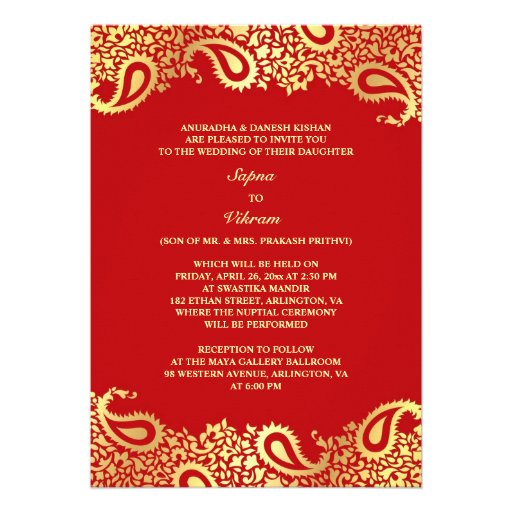 ANURADHA & DANESH KISHAN
ARE PLEASED TO INVITE YOU
TO THE WEDDING OF THEIR DAUGHTER
Sapna
TO
Vikram
(SON OF MR. & MRS. PRAKASH PRITHVI)
WHICH WILL BE HELD ON
FRIDAY, APRIL 26, 20xx AT 2:30 PM
AT SWASTIKA MANDIR
182 ETHAN STREET, ARLINGTON, VA
WHERE THE NUPTIAL CEREMONY
WILL BE PERFORMED
RECEPTION TO FOLLOW
AT THE MAYA GALLERY BALLROOM
98 WESTERN AVENUE, ARLINGTON, VA
AT 6:00 PM